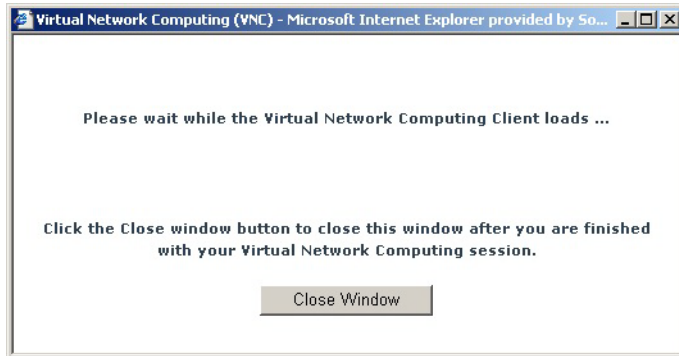 Virtual Network Computing (VNC) - Microsoft Internet Explorer provided by So...
Please wait while the Virtual Network Computing Client loads ...
Click the Close window button to close this window after you are finished
with your Virtual Network Computing session.
Close Window